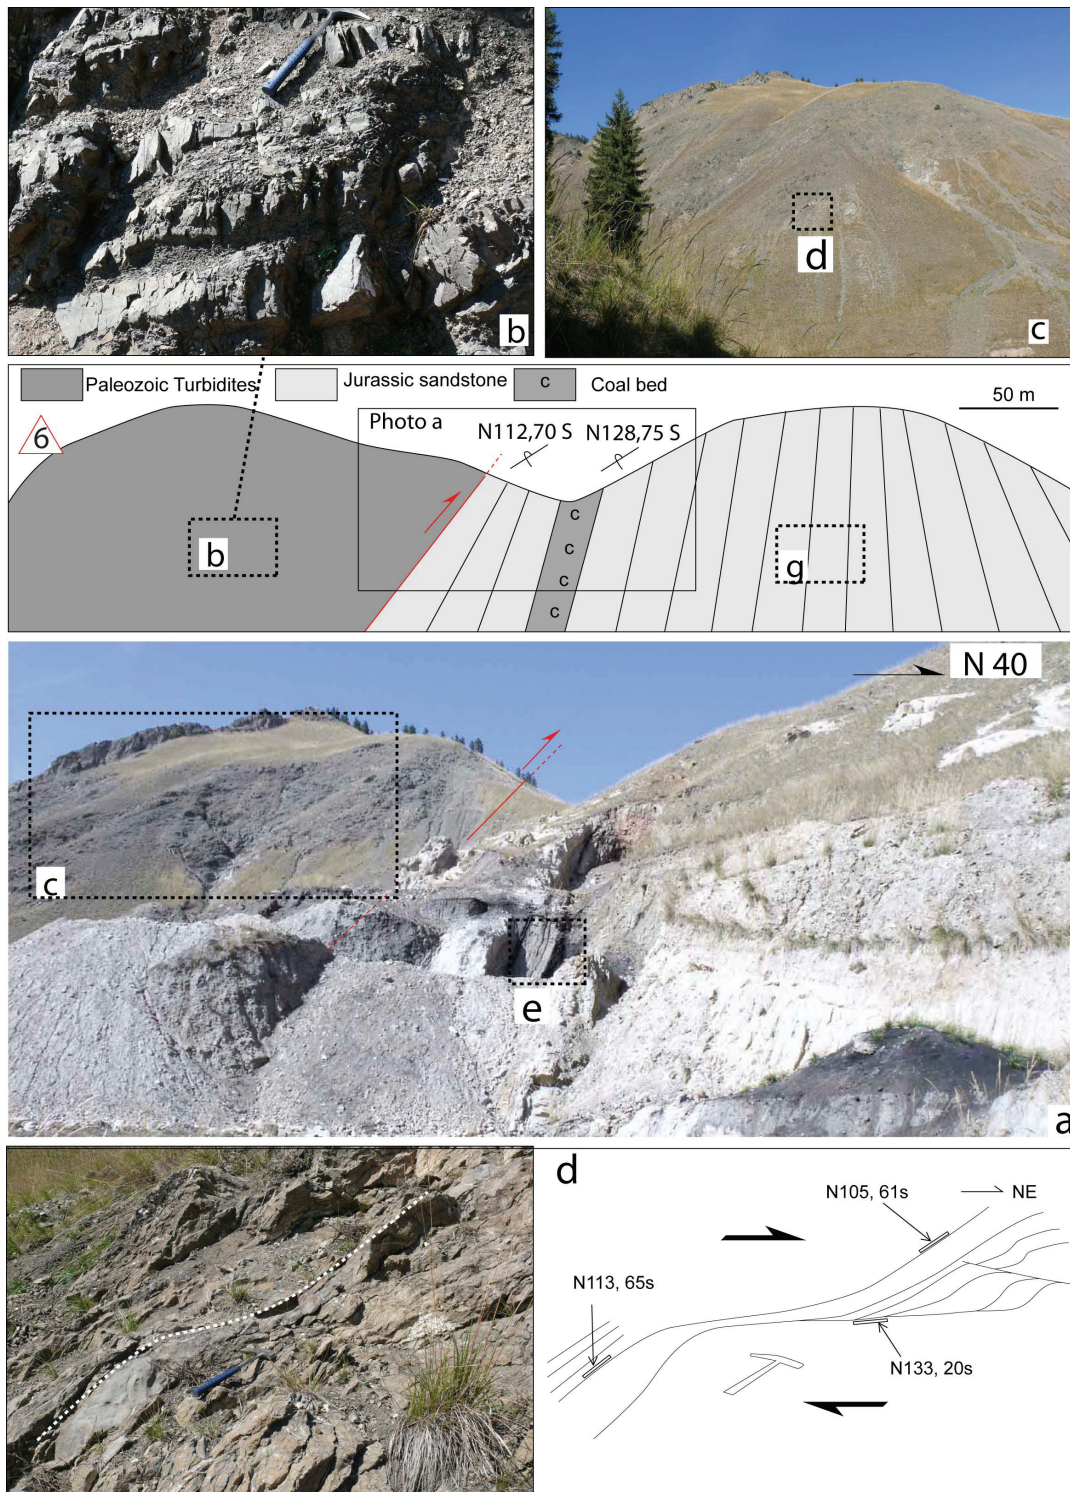 b
c
d
Paleozoic Turbidites
Jurassic sandstone
c
Coal bed
50 m
6
Photo a
N112,70 S
N128,75 S
c
c
c
c
b
g
N 40
c
e
a
d
N105, 61s
NE
N113, 65s
N133, 20s